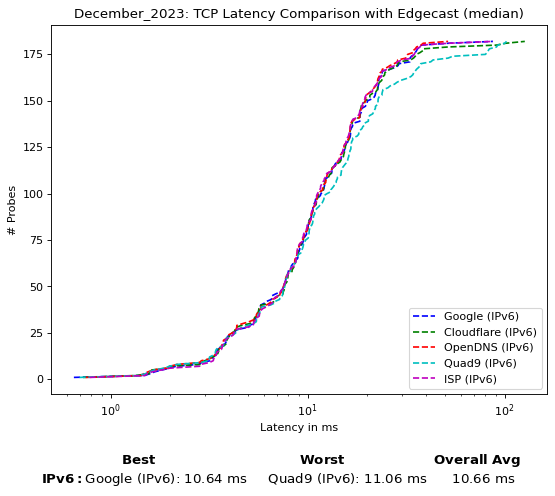 December_2023: TCP Latency Comparison with Edgecast (median)
175
150
125
100
75
50
25
0
# Probes
Google (IPv6)
Cloudflare (IPv6)
OpenDNS (IPv6)
Quad9 (IPv6)
ISP (IPv6)
10⁰ 10¹ 10²
Latency in ms
Best Worst Overall Avg
IPv6: Google (IPv6): 10.64 ms Quad9 (IPv6): 11.06 ms 10.66 ms